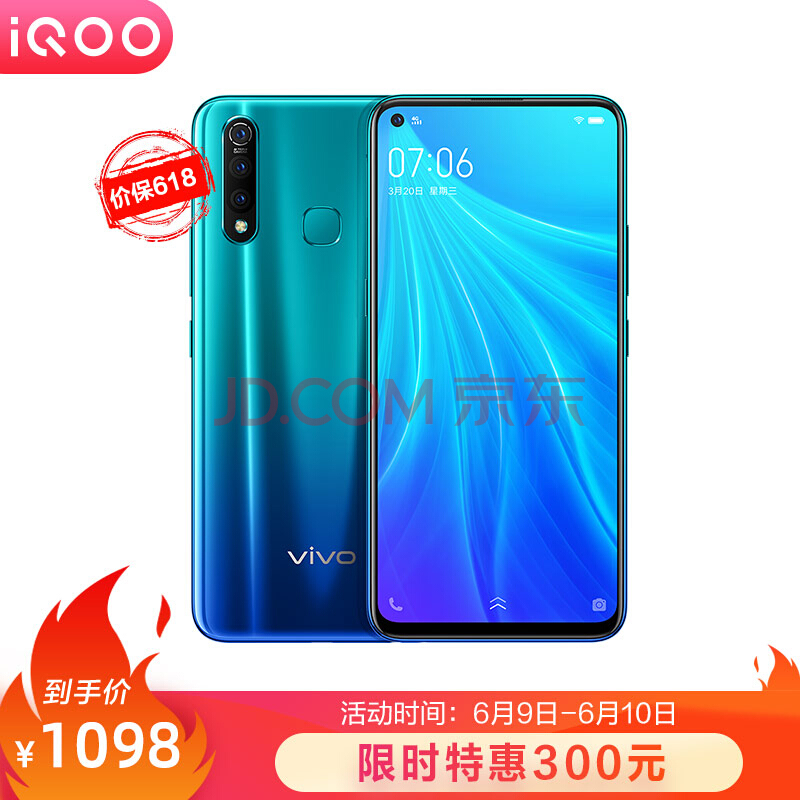 iQOO
价保618
4G
07:06
3月20日 星期三
JD.COM 京东
vivo
到手价
¥1098
活动时间：6月9日-6月10日
限时特惠300元